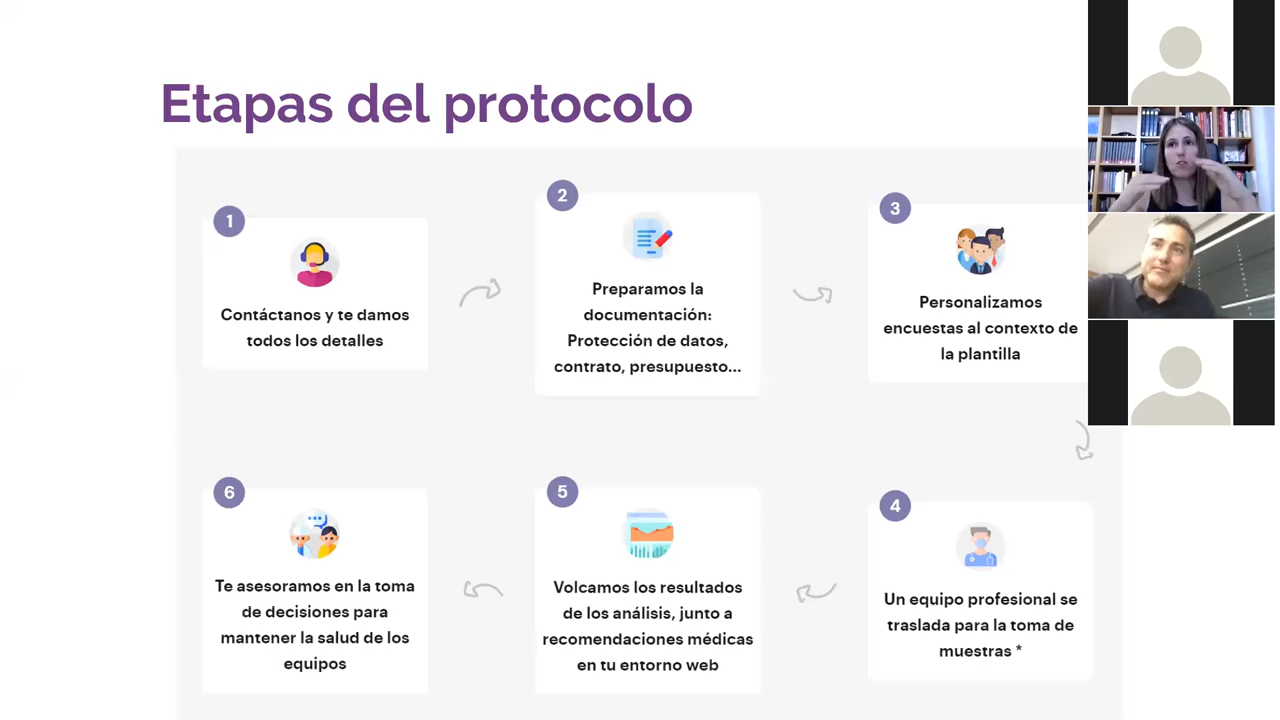 Etapas del protocolo
1
Contáctanos y te damos
todos los detalles
2
Preparamos la
documentación:
Protección de datos,
contrato, presupuesto...
3
Personalizamos
encuestas al contexto de
la plantilla
4
Un equipo profesional se
traslada para la toma de
muestras *
5
Volcamos los resultados
de los análisis, junto a
recomendaciones médicas
en tu entorno web
6
Te asesoramos en la toma
de decisiones para
mantener la salud de los
equipos